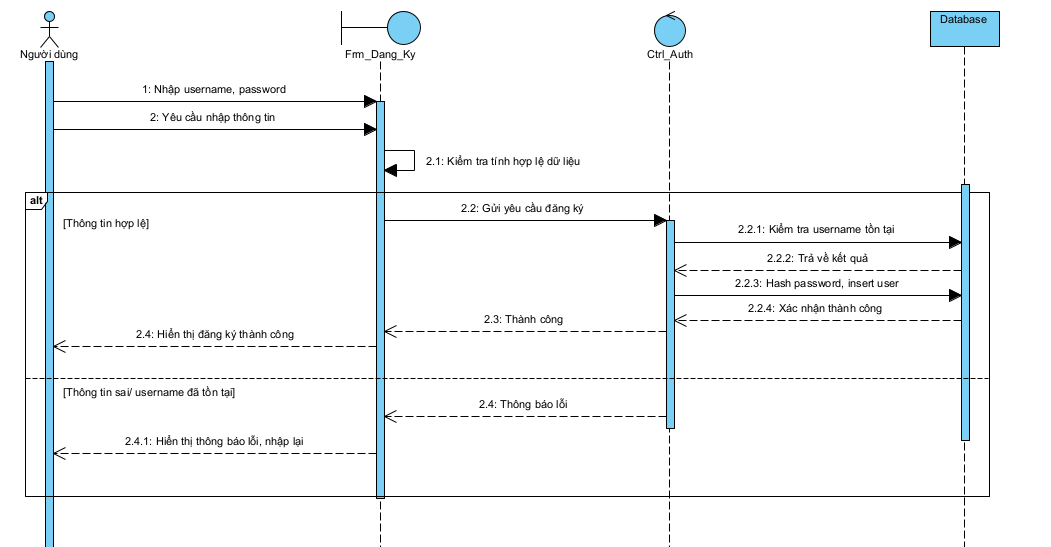 Người dùng
Frm_Dang_Ky
Ctrl_Auth
Database
1: Nhập username, password
2: Yêu cầu nhập thông tin
2.1: Kiểm tra tính hợp lệ dữ liệu
alt
2.2: Gửi yêu cầu đăng ký
[Thông tin hợp lệ]
2.2.1: Kiểm tra username tồn tại
2.2.2: Trả về kết quả
2.2.3: Hash password, insert user
2.2.4: Xác nhận thành công
2.3: Thành công
2.4: Hiển thị đăng ký thành công
[Thông tin sai/ username đã tồn tại]
2.4: Thông báo lỗi
2.4.1: Hiển thị thông báo lỗi, nhập lại